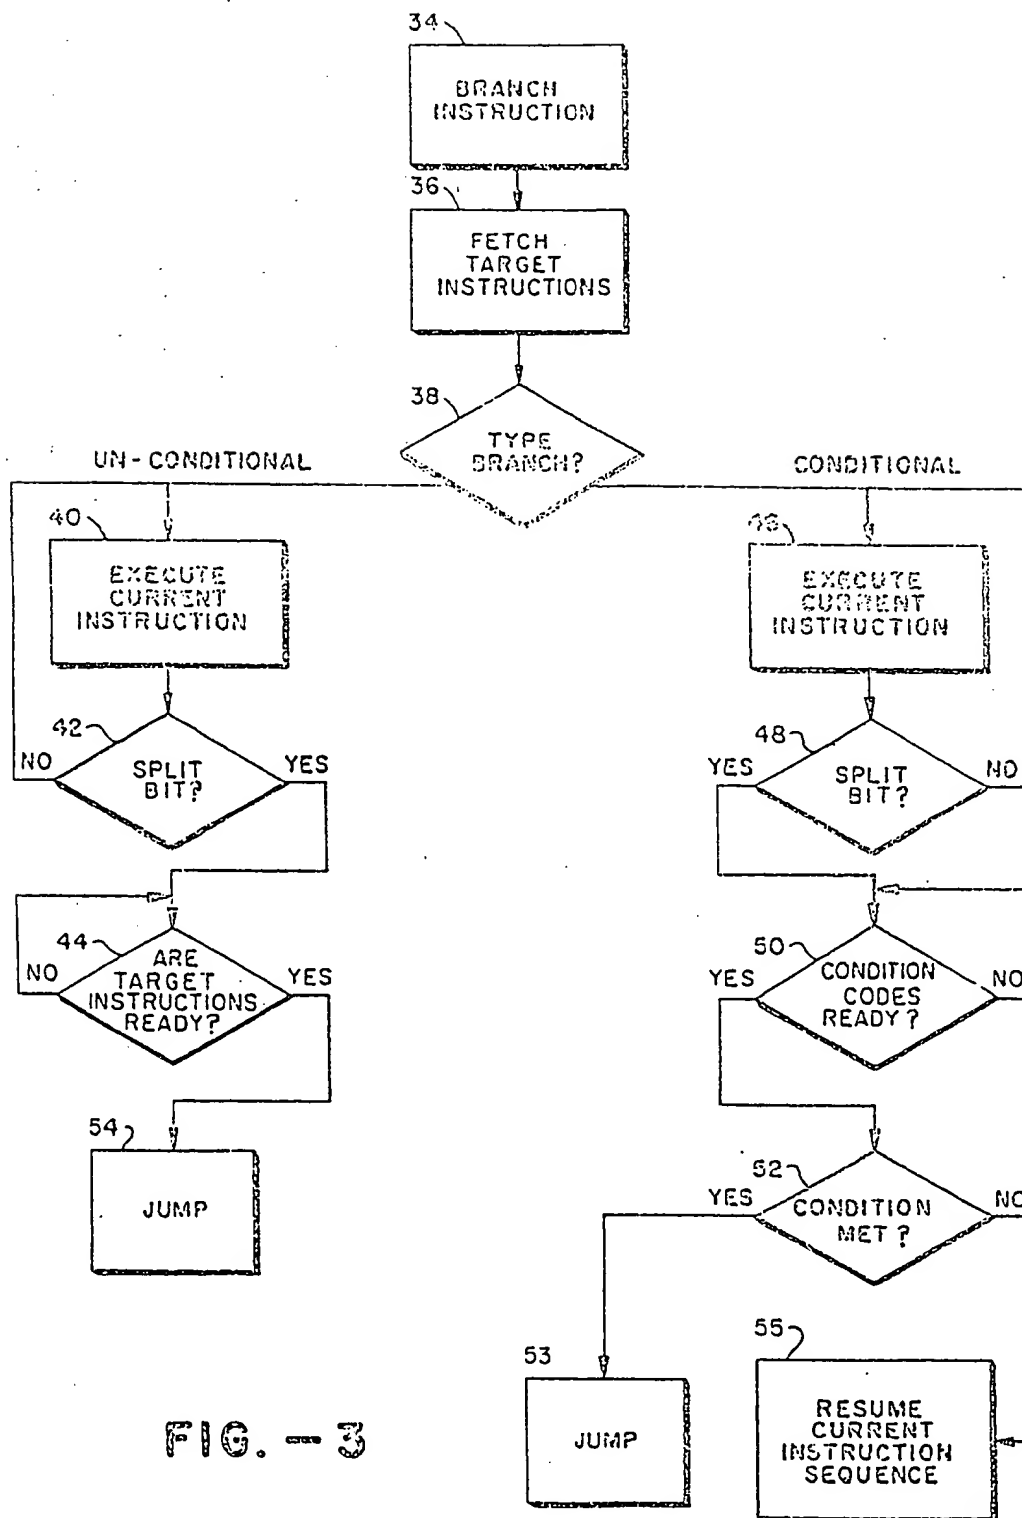 34
BRANCH
INSTRUCTION
36
FETCH
TARGET
INSTRUCTIONS
38
TYPE
BRANCH?
UN-CONDITIONAL
CONDITIONAL
40
EXECUTE
CURRENT
INSTRUCTION
EXECUTE
CURRENT
INSTRUCTION
42
NO
SPLIT
BIT?
YES
48
YES
SPLIT
BIT?
NO
44
NO
ARE
TARGET
INSTRUCTIONS
READY?
YES
50
YES
CONDITION
CODES
READY?
NO
54
JUMP
52
YES
CONDITION
MET?
NO
53
JUMP
55
RESUME
CURRENT
INSTRUCTION
SEQUENCE
FIG.-3